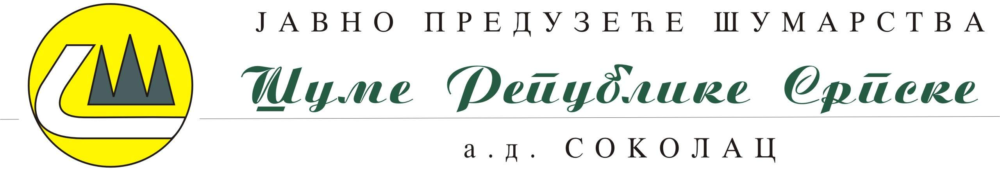 ЈАВНО ПРЕДУЗЕЋЕ ШУМАРСТВА
Шуме Републике Српске
а.д. СОКОЛАЦ